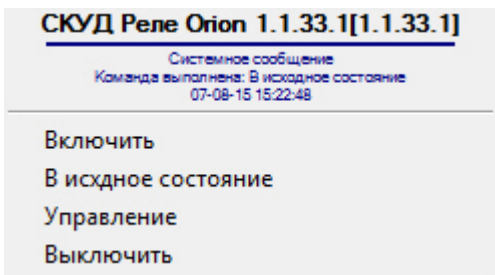 СКУД Реле Orion 1.1.33.1[1.1.33.1]
Системное сообщение
Команда выполнена: В исходное состояние
07-08-15 15:22:48
Включить
В исхдное состояние
Управление
Выключить